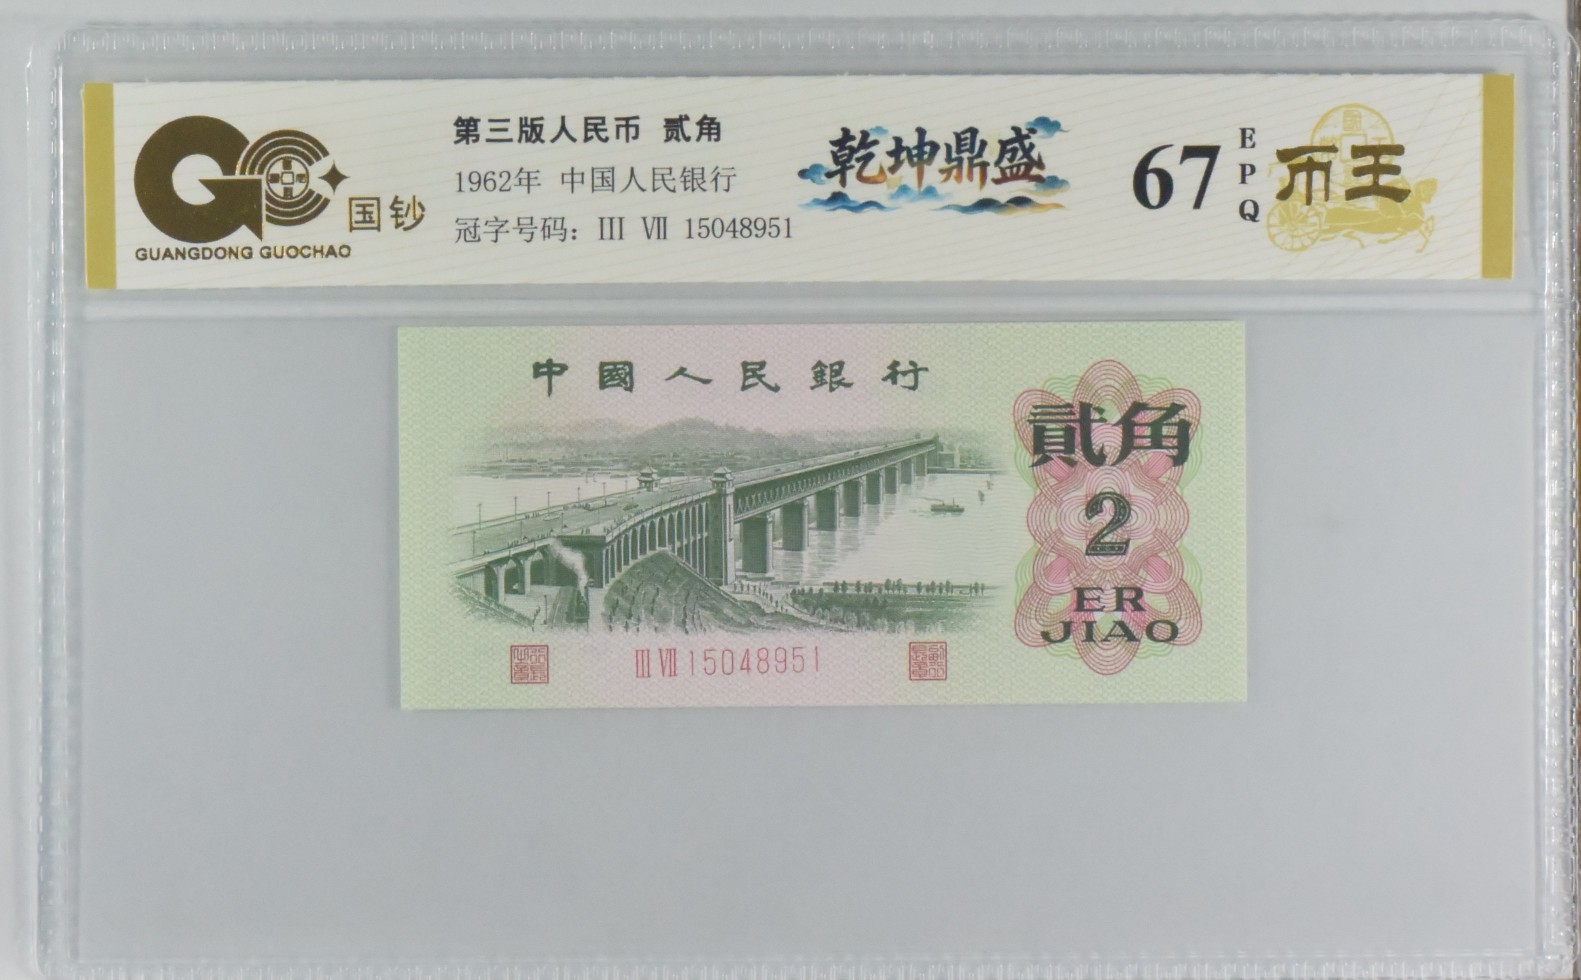 国钞
GUANGDONG GUOCHAO
第三版人民币 贰角
1962年 中国人民银行
冠字号码: III VII 15048951
乾坤鼎盛
67
EPQ
币王
中國人民銀行
貳角
2
ER
JIAO
III VII 15048951